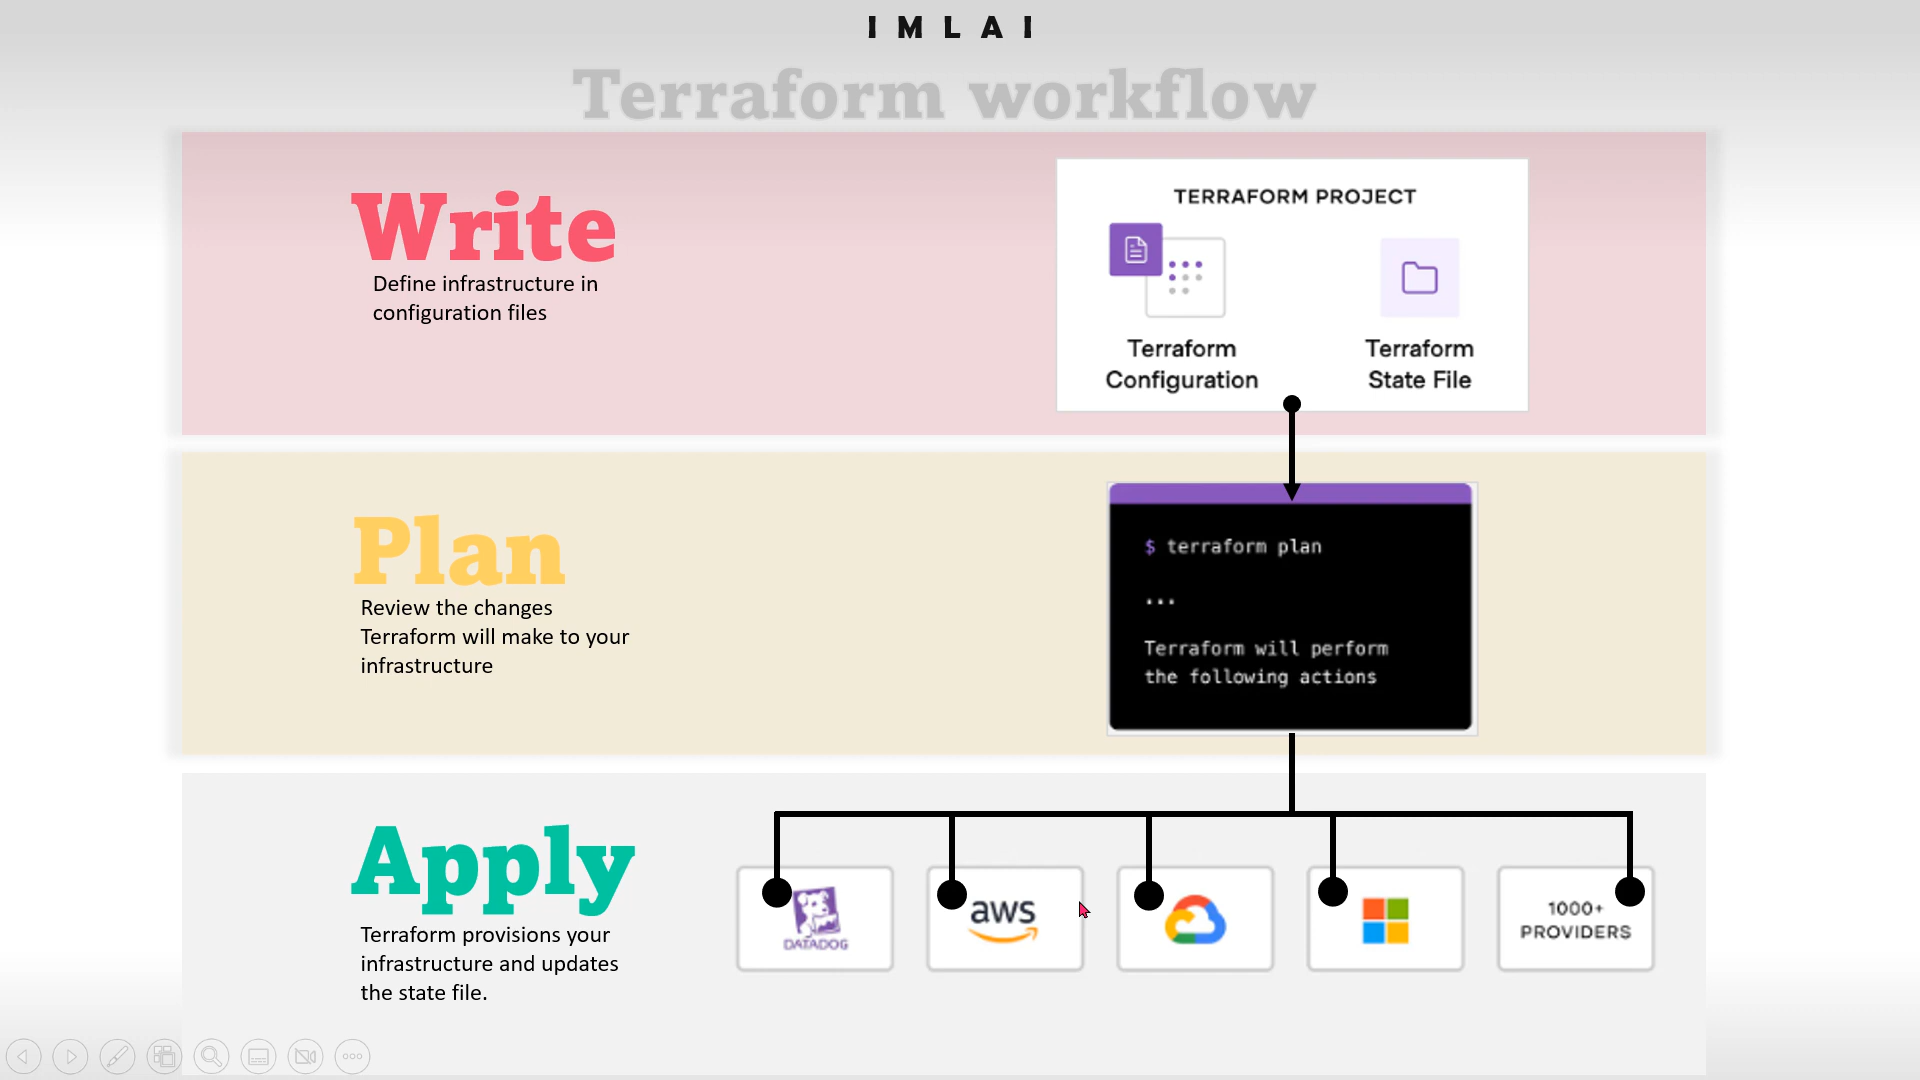 IMLAI
Terraform workflow
Write
Define infrastructure in
configuration files
TERRAFORM PROJECT
Terraform
Configuration
Terraform
State File
Plan
Review the changes
Terraform will make to your
infrastructure
$ terraform plan
...
Terraform will perform
the following actions
Apply
Terraform provisions your
infrastructure and updates
the state file.
DATADOG
aws
1000+
PROVIDERS